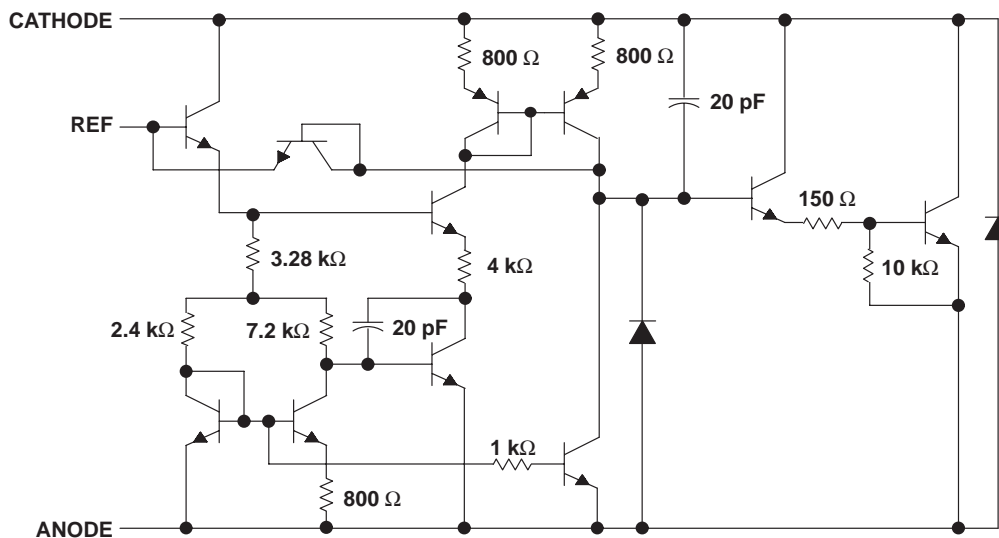 CATHODE
800 Ω
800 Ω
20 pF
REF
150 Ω
3.28 kΩ
4 kΩ
10 kΩ
2.4 kΩ
7.2 kΩ
20 pF
1 kΩ
800 Ω
ANODE